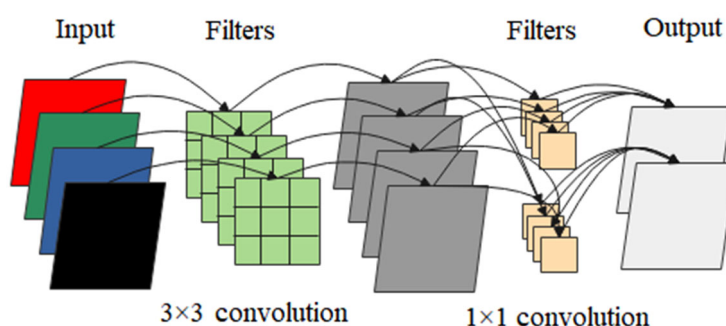 Input
Filters
Filters
Output
3×3 convolution
1×1 convolution